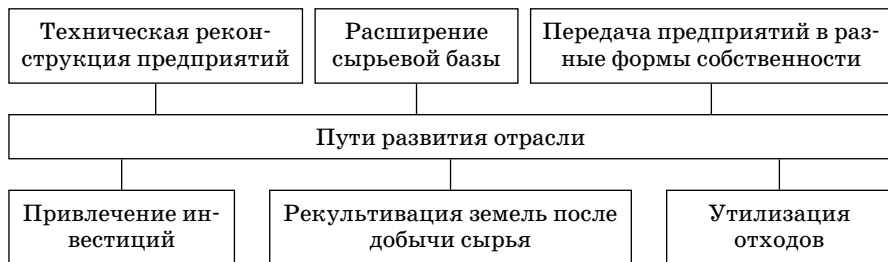 Техническая рекон-
струкция предприятий
Расширение
сырьевой базы
Передача предприятий в раз-
ные формы собственности
Пути развития отрасли
Привлечение ин-
вестиций
Рекультивация земель после
добычи сырья
Утилизация
отходов